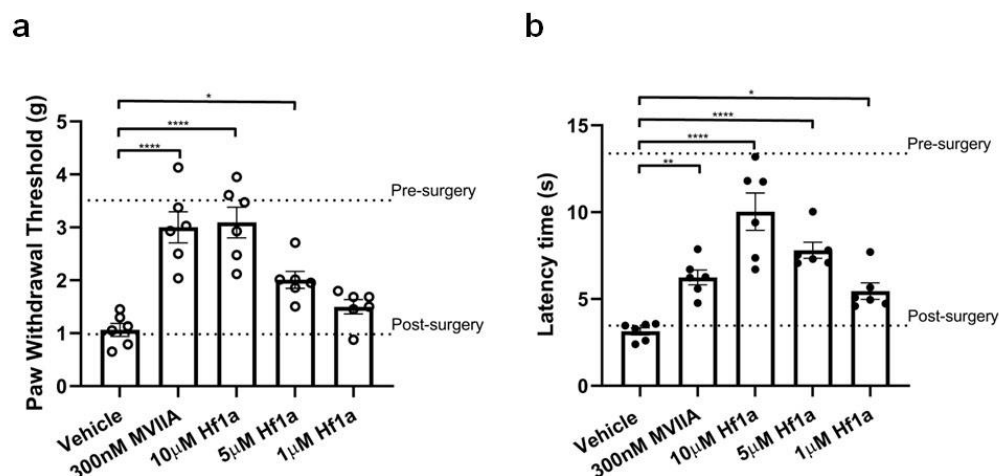 a
Paw Withdrawal Threshold (g)
5
4
3
2
1
0
*
****
****
Pre-surgery
Post-surgery
Vehicle
300nM MVIIA
10μM Hf1a
5μM Hf1a
1μM Hf1a
b
Latency time (s)
15
10
5
0
*
****
****
**
Pre-surgery
Post-surgery
Vehicle
300nM MVIIA
10μM Hf1a
5μM Hf1a
1μM Hf1a